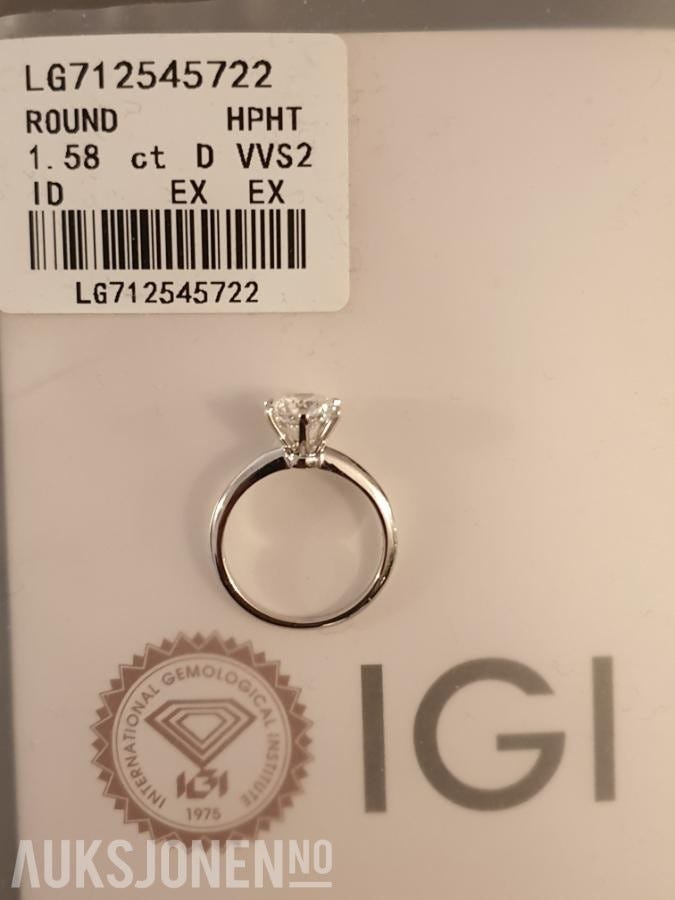 LG712545722
ROUND HPHT
1.58 ct D VVS2
ID EX EX
LG712545722
INTERNATIONAL GEMOLOGICAL INSTITUTE
IGI
1975
IGI
AUKSJONEN NO